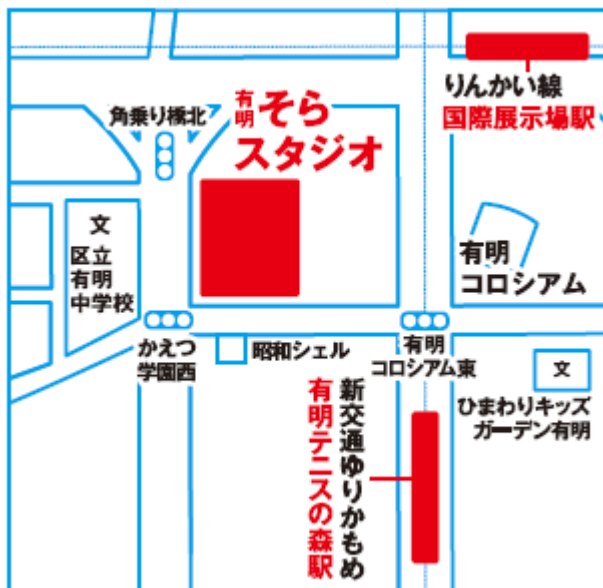 角乗り橋北
有明そら
スタジオ
りんかい線
国際展示場駅
文
区立
有明
中学校
有明
コロシアム
かえつ
学園西
昭和シェル
有明
コロシアム東
文
ひまわりキッズ
ガーデン有明
新交通ゆりかもめ
有明テニスの森駅